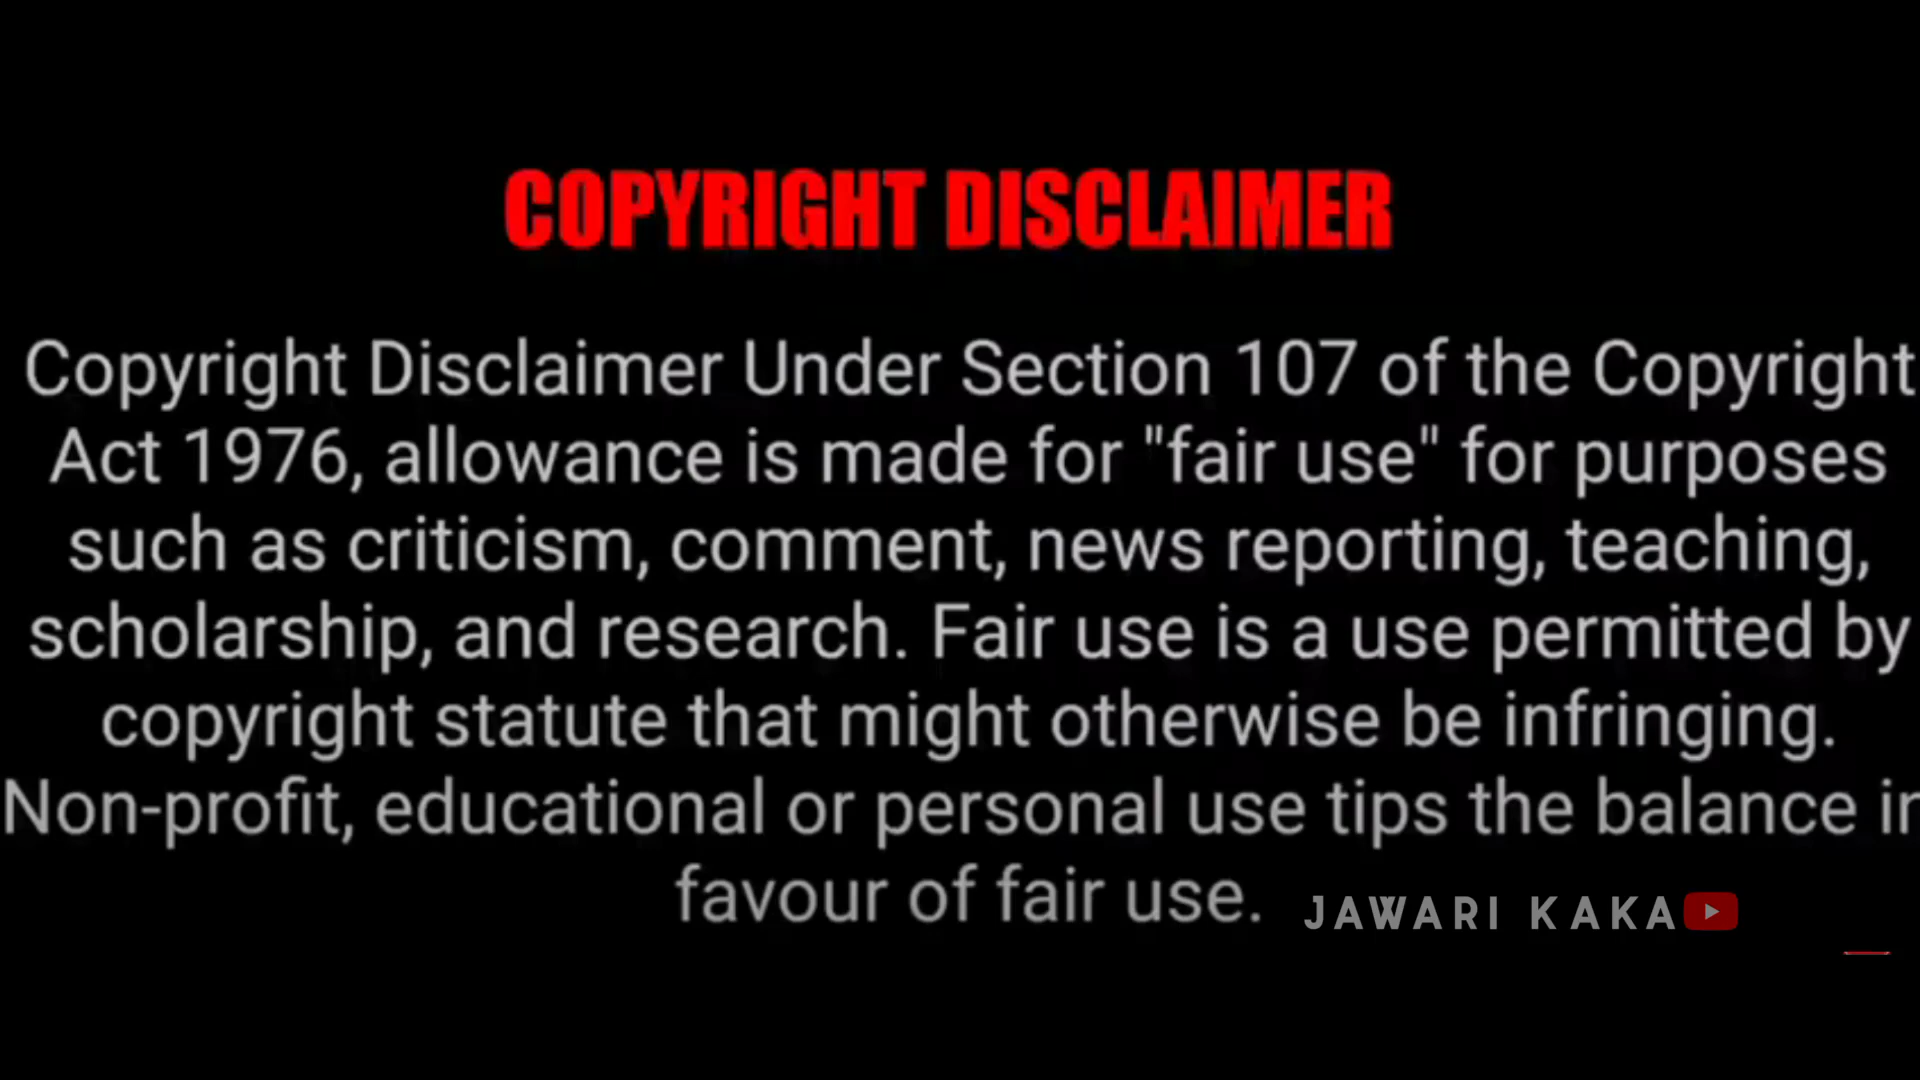 COPYRIGHT DISCLAIMER
Copyright Disclaimer Under Section 107 of the Copyright
Act 1976, allowance is made for "fair use" for purposes
such as criticism, comment, news reporting, teaching,
scholarship, and research. Fair use is a use permitted by
copyright statute that might otherwise be infringing.
Non-profit, educational or personal use tips the balance in
favour of fair use.
JAWARI KAKA